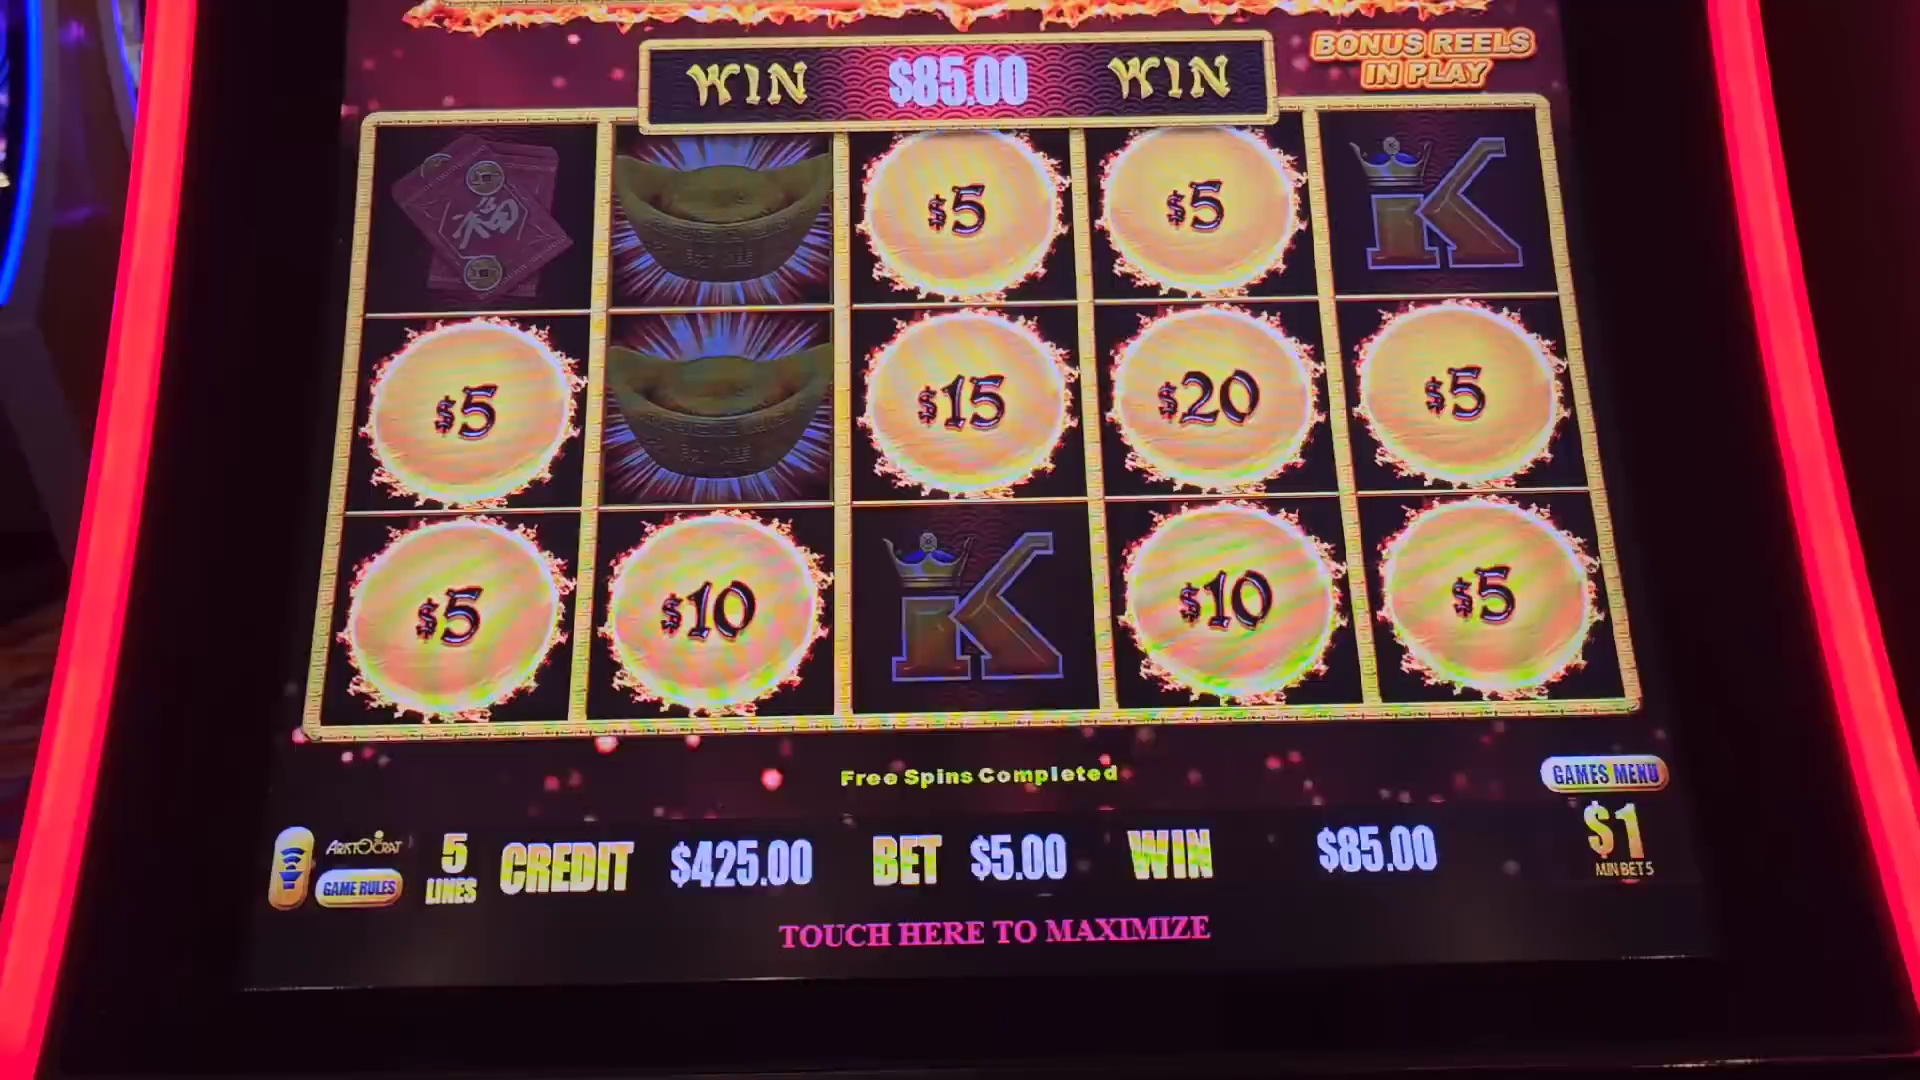 BONUS REELS
IN PLAY
WIN $85.00 WIN
福
$5 $5 K
$5 $15 $20 $5
$5 $10 K $10 $5
Free Spins Completed
GAMES MENU
ARISTOCRAT
GAME RULES
5
LINES
CREDIT $425.00 BET $5.00 WIN $85.00
$1
MIN BET 5
TOUCH HERE TO MAXIMIZE